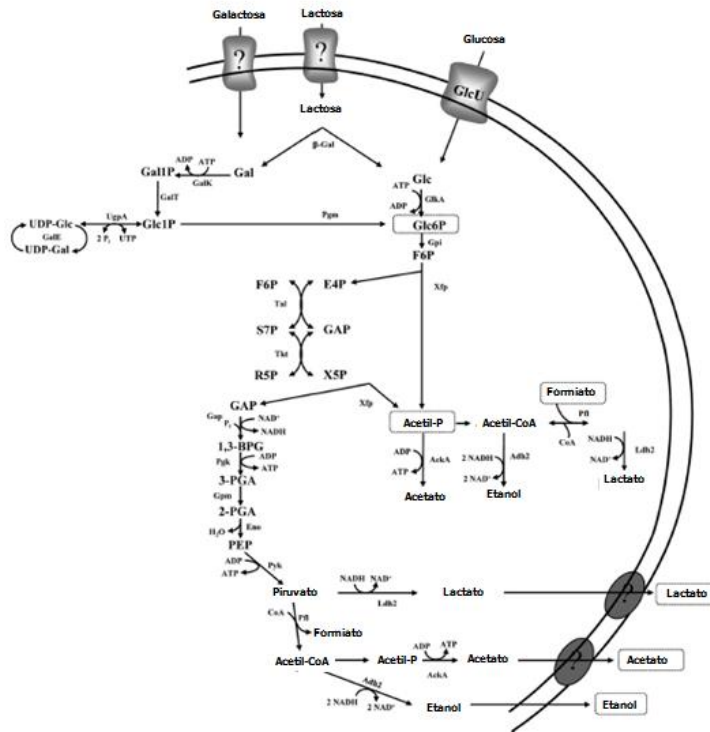 Galactosa
Lactosa
Glucosa
?
?
GlcU
Lactosa
β-Gal
Gal1P
ADP
ATP
GalK
Gal
Glc
ATP
ADP
GlkA
GalT
UDP-Glc
UgpA
Glc1P
Pgm
Glc6P
GalE
2 Pi
UTP
UDP-Gal
Gpi
F6P
F6P
E4P
Xfp
Tal
S7P
GAP
Tkt
R5P
X5P
GAP
Xfp
Gap
Pi
NAD+
NADH
1,3-BPG
Pgk
ADP
ATP
3-PGA
Gpm
2-PGA
H2O
Eno
PEP
ADP
ATP
Pyk
Formiato
Acetil-P
Acetil-CoA
Pfl
CoA
NADH
NAD+
Ldh2
Lactato
ADP
ATP
AckA
Acetato
2 NADH
2 NAD+
Adh2
Etanol
Piruvato
NADH
NAD+
Ldh2
Lactato
?
Lactato
CoA
Pfl
Formiato
Acetil-CoA
Acetil-P
ADP
ATP
AckA
Acetato
?
Acetato
Adh2
2 NADH
2 NAD+
Etanol
Etanol